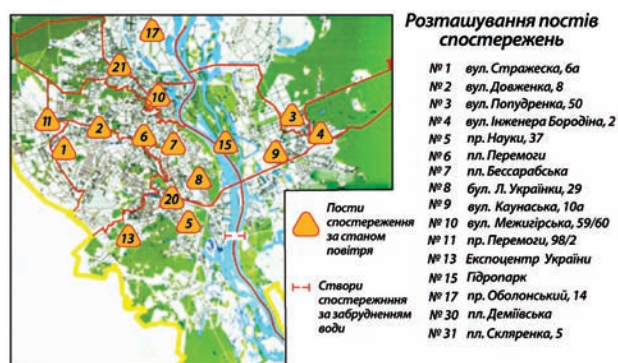 Розташування постів
спостережень
№ 1 вул. Стражеска, 6а
№ 2 вул. Довженка, 8
№ 3 вул. Попудренка, 50
№ 4 вул. Інженера Бородіна, 2
№ 5 пр. Науки, 37
№ 6 пл. Перемоги
№ 7 пл. Бессарабська
№ 8 бул. Л. Українки, 29
№ 9 вул. Каунаська, 10а
№ 10 вул. Межигірська, 59/60
№ 11 пр. Перемоги, 98/2
№ 13 Експоцентр України
№ 15 Гідропарк
№ 17 пр. Оболонський, 14
№ 30 пл. Деміївська
№ 31 пл. Скляренка, 5
17
21
10
11
2
1
6
7
15
3
4
9
8
20
5
13
Пости
спостереження
за станом
повітря
Створи
спостережнння
за забрудненням
води